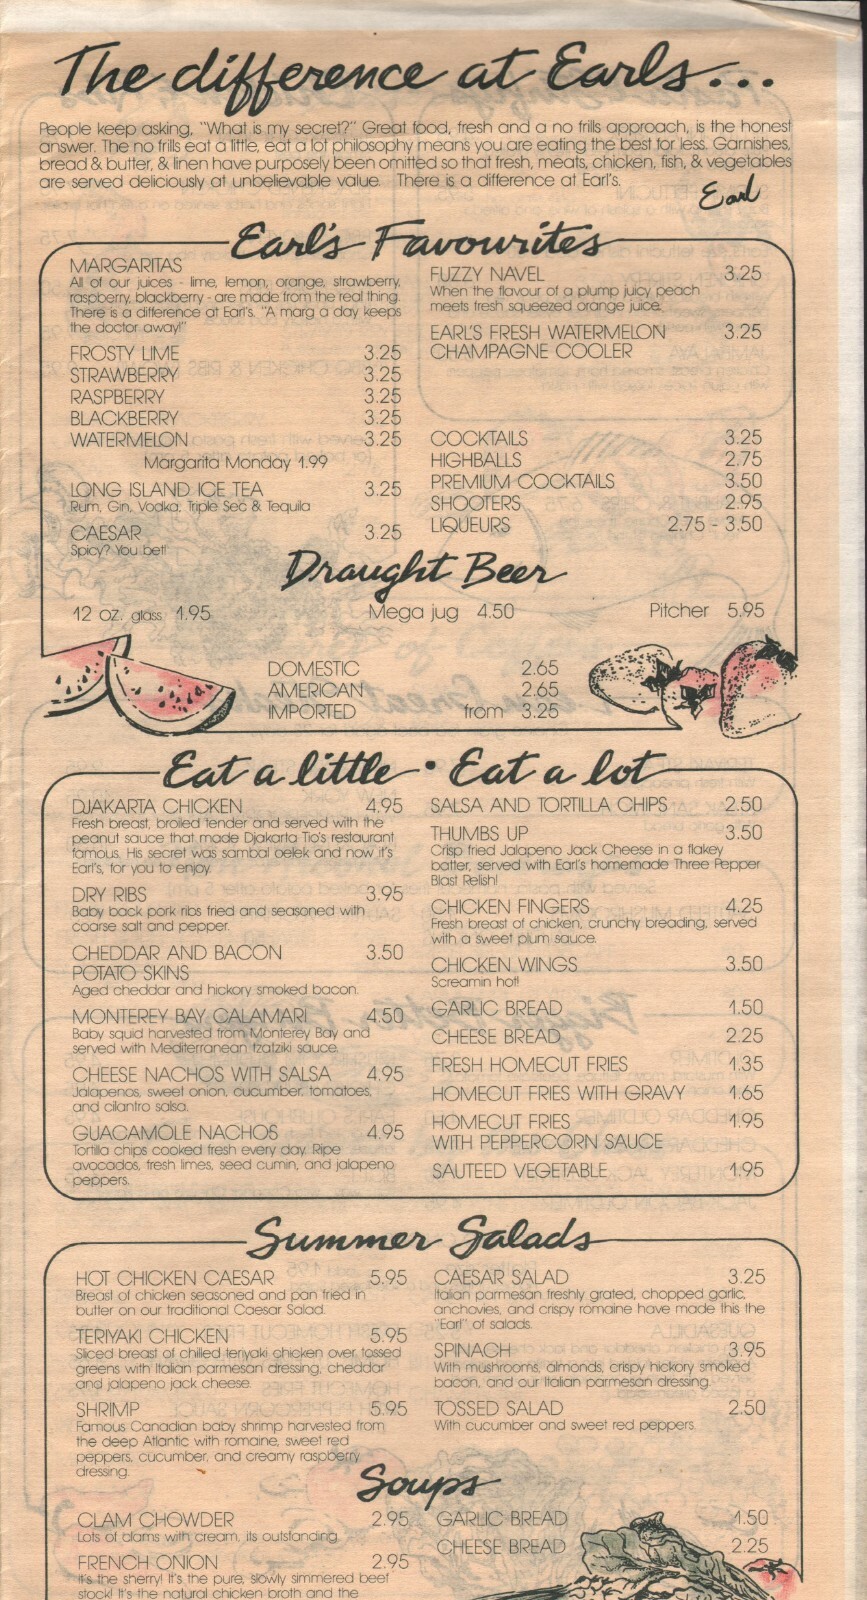 The difference at Earls...
People keep asking, "What is my secret?" Great food, fresh and a no frills approach, is the honest
answer. The no frills eat a little, eat a lot philosophy means you are eating the best for less. Garnishes,
bread & butter, & linen have purposely been omitted so that fresh, meats, chicken, fish, & vegetables
are served deliciously at unbelievable value. There is a difference at Earl's.
Earl
Earl's Favourites
MARGARITAS
All of our juices - lime, lemon, orange, strawberry,
raspberry, blackberry - are made from the real thing.
There is a difference at Earl's. "A marg a day keeps
the doctor away!"
FROSTY LIME 3.25
STRAWBERRY 3.25
RASPBERRY 3.25
BLACKBERRY 3.25
WATERMELON 3.25
Margarita Monday 1.99
LONG ISLAND ICE TEA 3.25
Rum, Gin, Vodka, Triple Sec & Tequila
CAESAR 3.25
Spicy? You bet!
FUZZY NAVEL 3.25
When the flavour of a plump juicy peach
meets fresh squeezed orange juice.
EARL'S FRESH WATERMELON 3.25
CHAMPAGNE COOLER
COCKTAILS 3.25
HIGHBALLS 2.75
PREMIUM COCKTAILS 3.50
SHOOTERS 2.95
LIQUEURS 2.75 - 3.50
Draught Beer
12 oz. glass 1.95 Mega jug 4.50 Pitcher 5.95
DOMESTIC 2.65
AMERICAN 2.65
IMPORTED from 3.25
Eat a little • Eat a lot
DJAKARTA CHICKEN 4.95
Fresh breast, broiled tender and served with the
peanut sauce that made Djakarta Tio's restaurant
famous. His secret was sambal oelek and now it's
Earl's, for you to enjoy.
DRY RIBS 3.95
Baby back pork ribs fried and seasoned with
coarse salt and pepper.
CHEDDAR AND BACON 3.50
POTATO SKINS
Aged cheddar and hickory smoked bacon.
MONTEREY BAY CALAMARI 4.50
Baby squid harvested from Monterey Bay and
served with Mediterranean tzatziki sauce.
CHEESE NACHOS WITH SALSA 4.95
Jalapenos, sweet onion, cucumber, tomatoes,
and cilantro salsa.
GUACAMOLE NACHOS 4.95
Tortilla chips cooked fresh every day. Ripe
avocados, fresh limes, seed cumin, and jalapeno
peppers.
SALSA AND TORTILLA CHIPS 2.50
THUMBS UP 3.50
Crisp fried Jalapeno Jack Cheese in a flakey
batter, served with Earl's homemade Three Pepper
Blast Relish!
CHICKEN FINGERS 4.25
Fresh breast of chicken, crunchy breading, served
with a sweet plum sauce.
CHICKEN WINGS 3.50
Screamin hot!
GARLIC BREAD 1.50
CHEESE BREAD 2.25
FRESH HOMECUT FRIES 1.35
HOMECUT FRIES WITH GRAVY 1.65
HOMECUT FRIES 1.95
WITH PEPPERCORN SAUCE
SAUTEED VEGETABLE 1.95
Summer Salads
HOT CHICKEN CAESAR 5.95
Breast of chicken seasoned and pan fried in
butter on our traditional Caesar Salad.
TERIYAKI CHICKEN 5.95
Sliced breast of chilled teriyaki chicken over tossed
greens with Italian parmesan dressing, cheddar
and jalapeno jack cheese.
SHRIMP 5.95
Famous Canadian baby shrimp harvested from
the deep Atlantic with romaine, sweet red
peppers, cucumber, and creamy raspberry
dressing.
CAESAR SALAD 3.25
Italian parmesan freshly grated, chopped garlic,
anchovies, and crispy romaine have made this the
"Earl" of salads.
SPINACH 3.95
With mushrooms, almonds, crispy hickory smoked
bacon, and our Italian parmesan dressing.
TOSSED SALAD 2.50
With cucumber and sweet red peppers.
Soups
CLAM CHOWDER 2.95
Lots of clams with cream, its outstanding.
FRENCH ONION 2.95
It's the sherry! It's the pure, slowly simmered beef
stock! It's the natural chicken broth and the
GARLIC BREAD 1.50
CHEESE BREAD 2.25